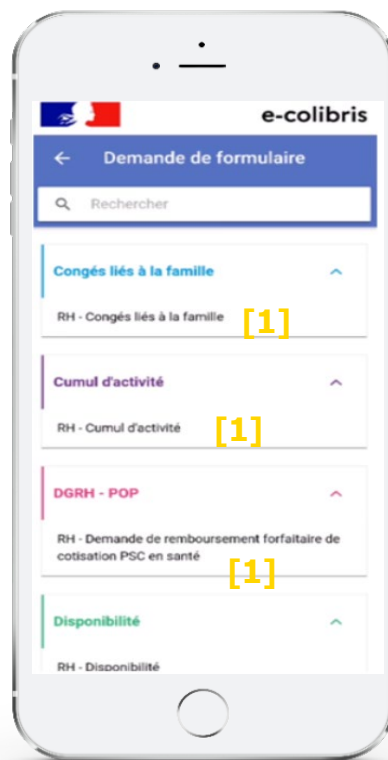 e-colibris
Demande de formulaire
Rechercher
Congés liés à la famille
RH - Congés liés à la famille [1]
Cumul d'activité
RH - Cumul d'activité [1]
DGRH - POP
RH - Demande de remboursement forfaitaire de
cotisation PSC en santé
[1]
Disponibilité
RH - Disponibilité